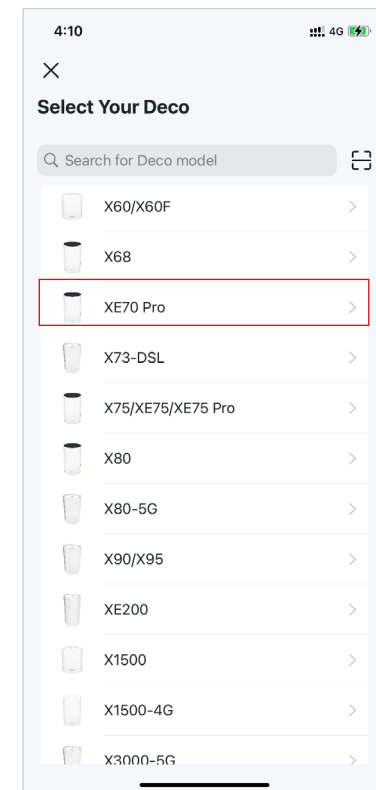 4:10
4G
Select Your Deco
Search for Deco model
X60/X60F
X68
XE70 Pro
X73-DSL
X75/XE75/XE75 Pro
X80
X80-5G
X90/X95
XE200
X1500
X1500-4G
X3000-5G